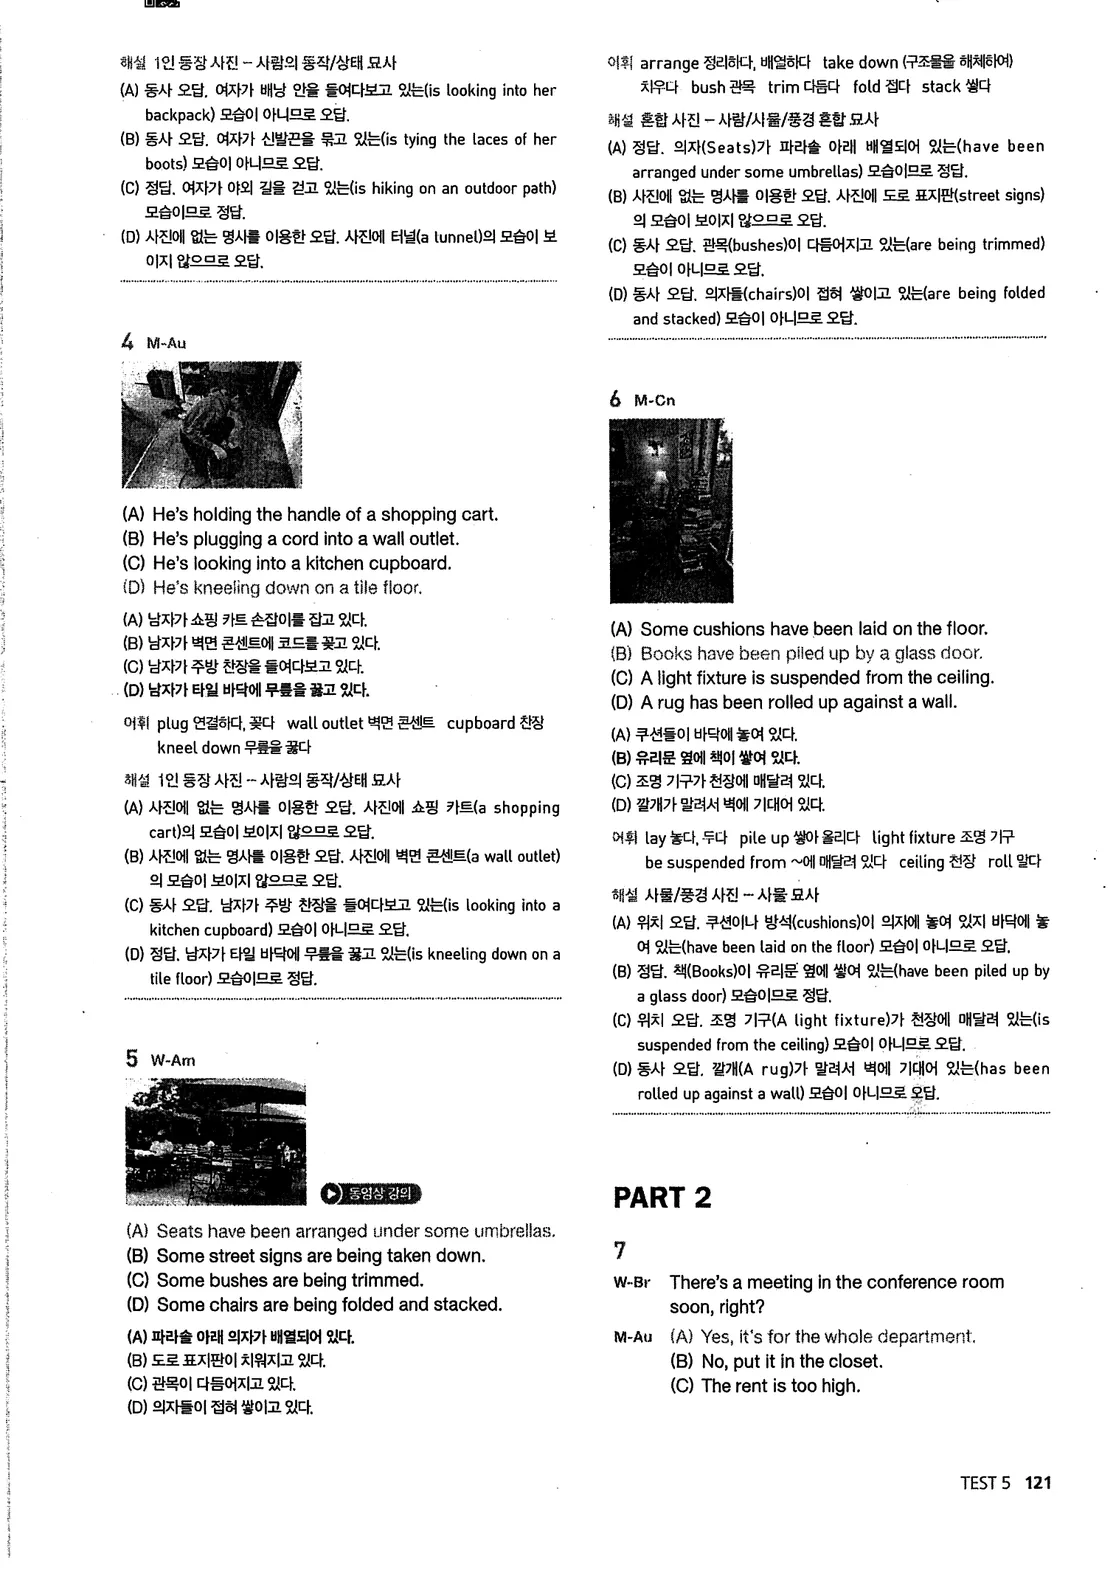 해설 1인 등장 사진 – 사람의 동작/상태 묘사
(A) 동사 오답. 여자가 배낭 안을 들여다보고 있는(is looking into her
backpack) 모습이 아니므로 오답.
(B) 동사 오답. 여자가 신발끈을 묶고 있는(is tying the laces of her
boots) 모습이 아니므로 오답.
(C) 정답. 여자가 야외 길을 걷고 있는(is hiking on an outdoor path)
모습이므로 정답.
(D) 사진에 없는 명사를 이용한 오답. 사진에 터널(a tunnel)의 모습이 보
이지 않으므로 오답.
4 M-Au
(A) He's holding the handle of a shopping cart.
(B) He's plugging a cord into a wall outlet.
(C) He's looking into a kitchen cupboard.
(D) He's kneeling down on a tile floor.
(A) 남자가 쇼핑 카트 손잡이를 잡고 있다.
(B) 남자가 벽면 콘센트에 코드를 꽂고 있다.
(C) 남자가 주방 찬장을 들여다보고 있다.
(D) 남자가 타일 바닥에 무릎을 꿇고 있다.
어휘 plug 연결하다, 꽂다 wall outlet 벽면 콘센트 cupboard 찬장
kneel down 무릎을 꿇다
해설 1인 등장 사진 – 사람의 동작/상태 묘사
(A) 사진에 없는 명사를 이용한 오답. 사진에 쇼핑 카트(a shopping
cart)의 모습이 보이지 않으므로 오답.
(B) 사진에 없는 명사를 이용한 오답. 사진에 벽면 콘센트(a wall outlet)
의 모습이 보이지 않으므로 오답.
(C) 동사 오답. 남자가 주방 찬장을 들여다보고 있는(is looking into a
kitchen cupboard) 모습이 아니므로 오답.
(D) 정답. 남자가 타일 바닥에 무릎을 꿇고 있는(is kneeling down on a
tile floor) 모습이므로 정답.
5 W-Am
동영상 강의
(A) Seats have been arranged under some umbrellas.
(B) Some street signs are being taken down.
(C) Some bushes are being trimmed.
(D) Some chairs are being folded and stacked.
(A) 파라솔 아래 의자가 배열되어 있다.
(B) 도로 표지판이 치워지고 있다.
(C) 관목이 다듬어지고 있다.
(D) 의자들이 접혀 쌓이고 있다.
어휘 arrange 정리하다, 배열하다 take down (구조물을 해체하여)
치우다 bush 관목 trim 다듬다 fold 접다 stack 쌓다
해설 혼합 사진 – 사람/사물/풍경 혼합 묘사
(A) 정답. 의자(Seats)가 파라솔 아래 배열되어 있는(have been
arranged under some umbrellas) 모습이므로 정답.
(B) 사진에 없는 명사를 이용한 오답. 사진에 도로 표지판(street signs)
의 모습이 보이지 않으므로 오답.
(C) 동사 오답. 관목(bushes)이 다듬어지고 있는(are being trimmed)
모습이 아니므로 오답.
(D) 동사 오답. 의자들(chairs)이 접혀 쌓이고 있는(are being folded
and stacked) 모습이 아니므로 오답.
6 M-Cn
(A) Some cushions have been laid on the floor.
(B) Books have been piled up by a glass door.
(C) A light fixture is suspended from the ceiling.
(D) A rug has been rolled up against a wall.
(A) 쿠션들이 바닥에 놓여 있다.
(B) 유리문 옆에 책이 쌓여 있다.
(C) 조명 기구가 천장에 매달려 있다.
(D) 깔개가 말려서 벽에 기대어 있다.
어휘 lay 놓다, 두다 pile up 쌓아 올리다 light fixture 조명 기구
be suspended from ~에 매달려 있다 ceiling 천장 roll 말다
해설 사물/풍경 사진 – 사물 묘사
(A) 위치 오답. 쿠션이나 방석(cushions)이 의자에 놓여 있지 바닥에 놓
여 있는(have been laid on the floor) 모습이 아니므로 오답.
(B) 정답. 책(Books)이 유리문 옆에 쌓여 있는(have been piled up by
a glass door) 모습이므로 정답.
(C) 위치 오답. 조명 기구(A light fixture)가 천장에 매달려 있는(is
suspended from the ceiling) 모습이 아니므로 오답.
(D) 동사 오답. 깔개(A rug)가 말려서 벽에 기대어 있는(has been
rolled up against a wall) 모습이 아니므로 오답.
PART 2
7
W-Br There's a meeting in the conference room
soon, right?
M-Au (A) Yes, it's for the whole department.
(B) No, put it in the closet.
(C) The rent is too high.
TEST 5 121